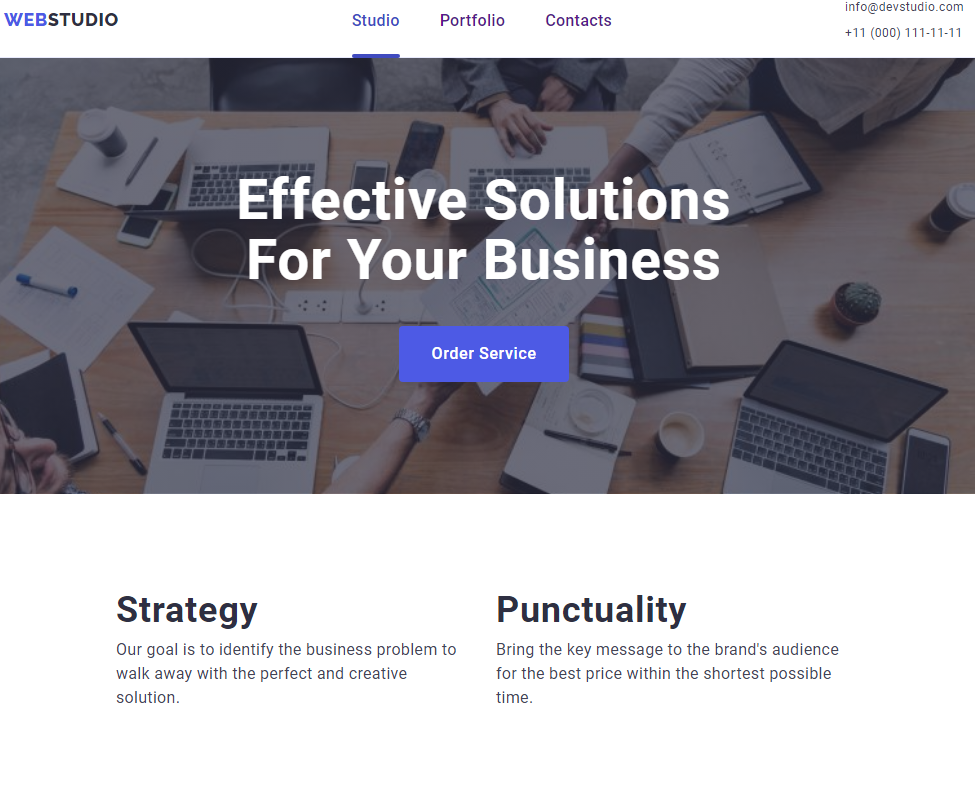 WEBSTUDIO
Studio Portfolio Contacts
info@devstudio.com
+11 (000) 111-11-11
Effective Solutions
For Your Business
Order Service
Strategy
Our goal is to identify the business problem to
walk away with the perfect and creative
solution.
Punctuality
Bring the key message to the brand's audience
for the best price within the shortest possible
time.